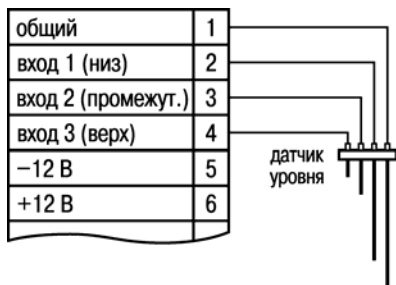 общий 1
вход 1 (низ) 2
вход 2 (промежут.) 3
вход 3 (верх) 4
−12 В 5
+12 В 6
датчик
уровня